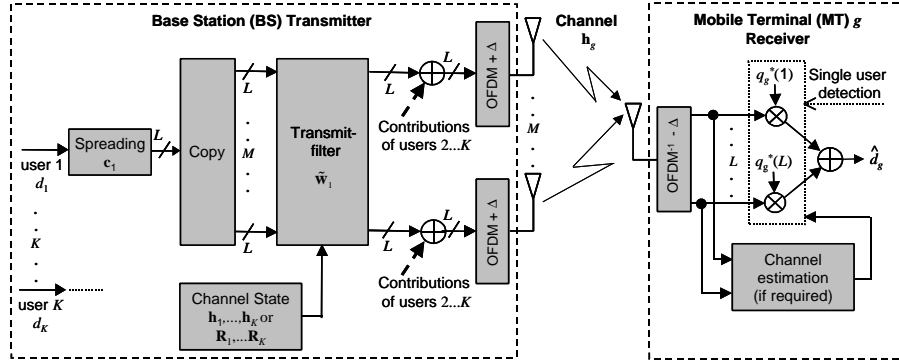 Base Station (BS) Transmitter
Channel
h_g
Mobile Terminal (MT) g
Receiver
user 1
d_1
K
user K
d_K
Spreading
c_1
L
Copy
L
M
L
Transmit-
filter
w̃_1
Channel State
h_1,...,h_K or
R_1,...R_K
L
L
Contributions
of users 2...K
OFDM + Δ
M
L
L
Contributions
of users 2...K
OFDM + Δ
OFDM⁻¹ - Δ
L
q_g*(1)
q_g*(L)
Single user
detection
d̂_g
Channel
estimation
(if required)